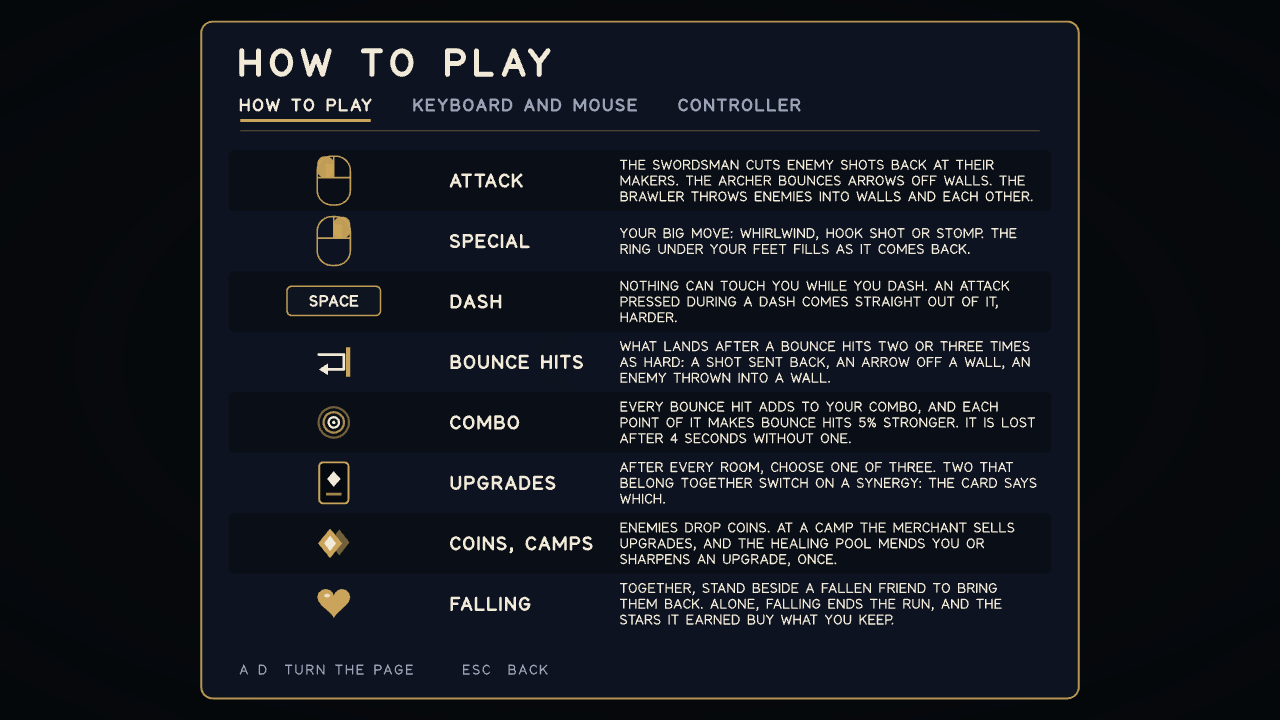 HOW TO PLAY
HOW TO PLAY KEYBOARD AND MOUSE CONTROLLER
ATTACK
THE SWORDSMAN CUTS ENEMY SHOTS BACK AT THEIR
MAKERS. THE ARCHER BOUNCES ARROWS OFF WALLS. THE
BRAWLER THROWS ENEMIES INTO WALLS AND EACH OTHER.
SPECIAL
YOUR BIG MOVE: WHIRLWIND, HOOK SHOT OR STOMP. THE
RING UNDER YOUR FEET FILLS AS IT COMES BACK.
SPACE
DASH
NOTHING CAN TOUCH YOU WHILE YOU DASH. AN ATTACK
PRESSED DURING A DASH COMES STRAIGHT OUT OF IT,
HARDER.
BOUNCE HITS
WHAT LANDS AFTER A BOUNCE HITS TWO OR THREE TIMES
AS HARD: A SHOT SENT BACK, AN ARROW OFF A WALL, AN
ENEMY THROWN INTO A WALL.
COMBO
EVERY BOUNCE HIT ADDS TO YOUR COMBO, AND EACH
POINT OF IT MAKES BOUNCE HITS 5% STRONGER. IT IS LOST
AFTER 4 SECONDS WITHOUT ONE.
UPGRADES
AFTER EVERY ROOM, CHOOSE ONE OF THREE. TWO THAT
BELONG TOGETHER SWITCH ON A SYNERGY: THE CARD SAYS
WHICH.
COINS, CAMPS
ENEMIES DROP COINS. AT A CAMP THE MERCHANT SELLS
UPGRADES, AND THE HEALING POOL MENDS YOU OR
SHARPENS AN UPGRADE, ONCE.
FALLING
TOGETHER, STAND BESIDE A FALLEN FRIEND TO BRING
THEM BACK. ALONE, FALLING ENDS THE RUN, AND THE
STARS IT EARNED BUY WHAT YOU KEEP.
A D TURN THE PAGE ESC BACK